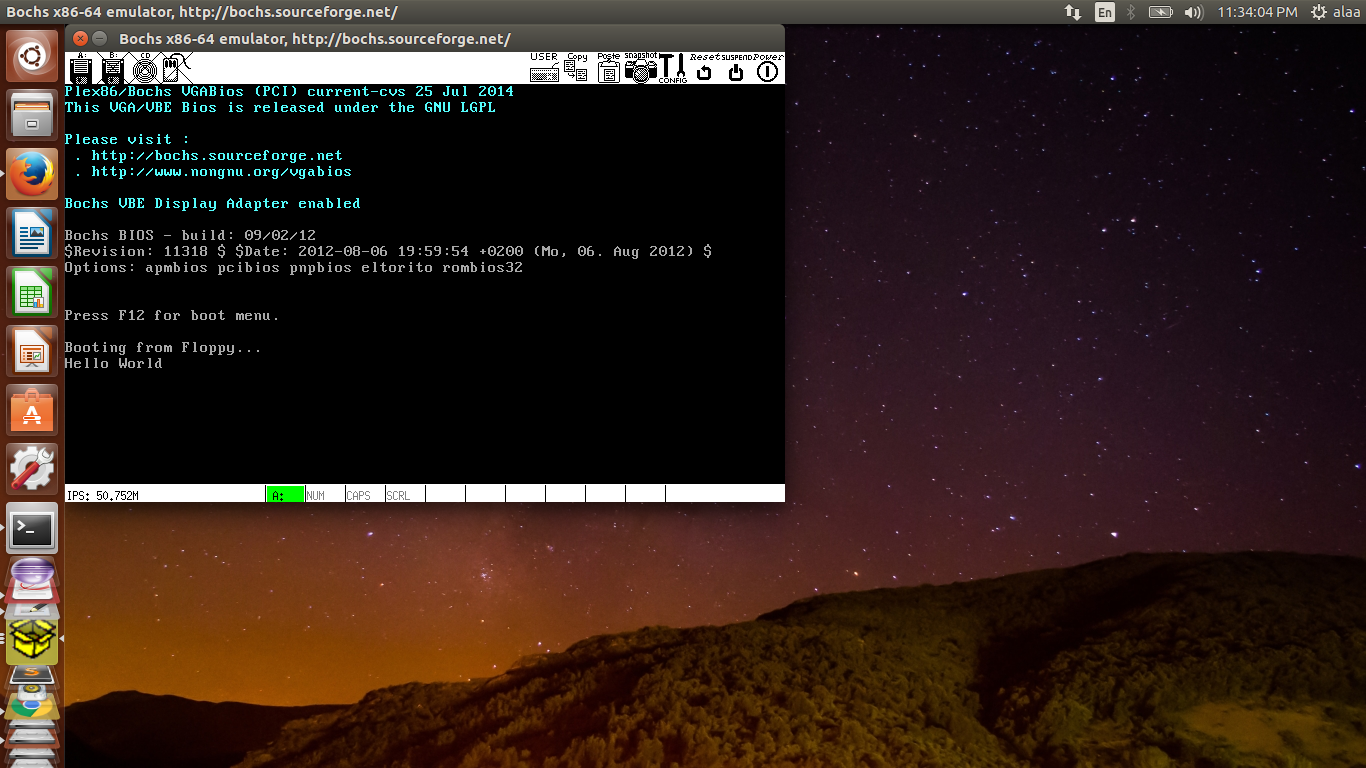 Bochs x86-64 emulator, http://bochs.sourceforge.net/
En
11:34:04 PM
alaa
Bochs x86-64 emulator, http://bochs.sourceforge.net/
A: B: CD USER Copy Paste snapshot CONFIG Reset SUSPEND Power
Plex86/Bochs VGABios (PCI) current-cvs 25 Jul 2014
This VGA/VBE Bios is released under the GNU LGPL
Please visit :
. http://bochs.sourceforge.net
. http://www.nongnu.org/vgabios
Bochs VBE Display Adapter enabled
Bochs BIOS - build: 09/02/12
$Revision: 11318 $ $Date: 2012-08-06 19:59:54 +0200 (Mo, 06. Aug 2012) $
Options: apmbios pcibios pnpbios eltorito rombios32
Press F12 for boot menu.
Booting from Floppy...
Hello World
IPS: 50.752M A: NUM CAPS SCRL